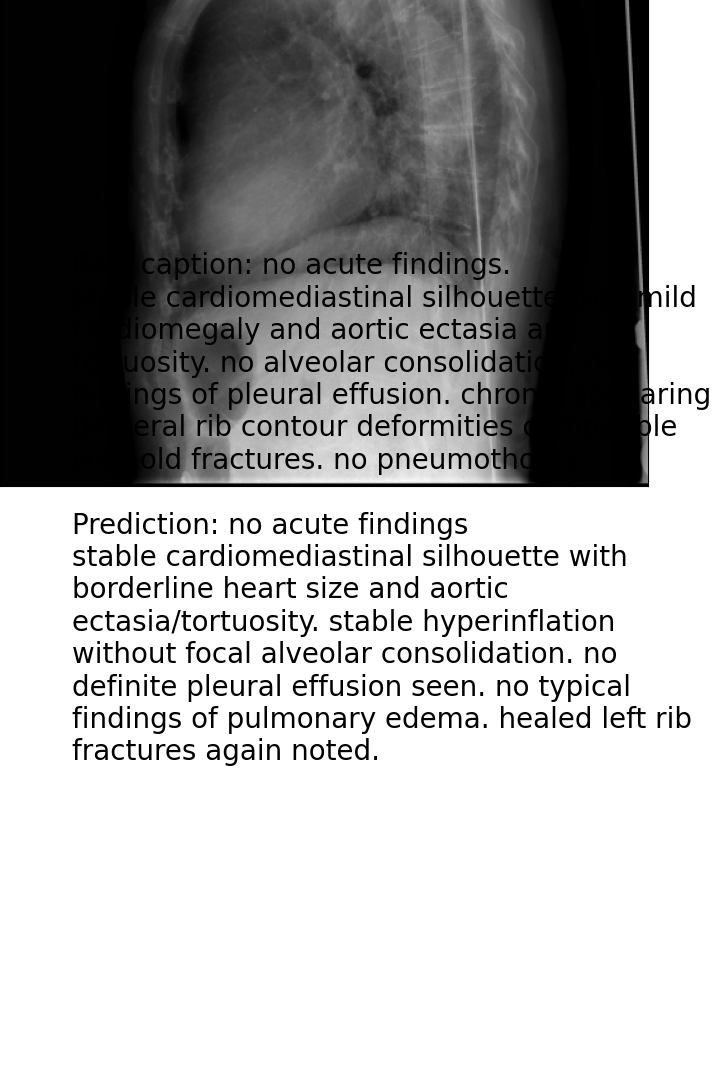 caption: no acute findings.
cardiomediastinal silhouette mild
and aortic ectasia
no alveolar consolidation
of pleural effusion.
rib contour deformities
old fractures. no
Prediction: no acute findings
stable cardiomediastinal silhouette with
borderline heart size and aortic
ectasia/tortuosity. stable hyperinflation
without focal alveolar consolidation. no
definite pleural effusion seen. no typical
findings of pulmonary edema. healed left rib
fractures again noted.